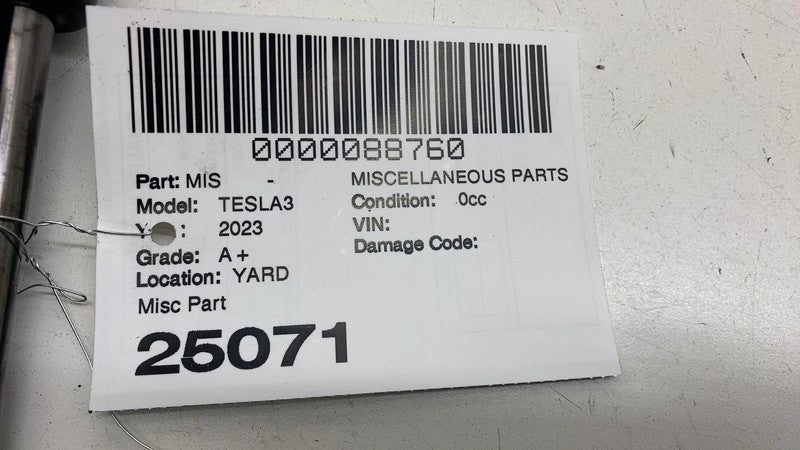 0000088760
Part: MIS - MISCELLANEOUS PARTS
Model: TESLA3 Condition: 0cc
Y : 2023 VIN:
Grade: A+ Damage Code:
Location: YARD
Misc Part
25071